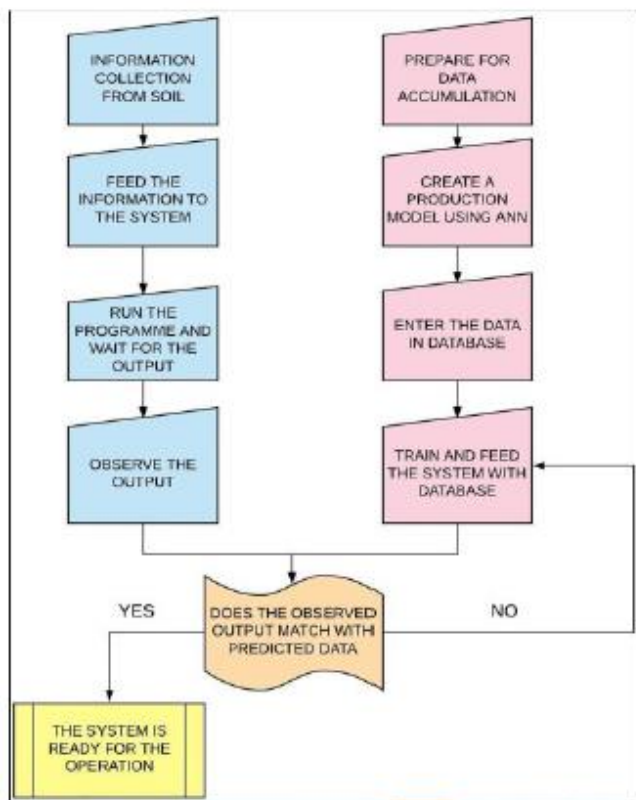 INFORMATION
COLLECTION
FROM SOIL
FEED THE
INFORMATION TO
THE SYSTEM
RUN THE
PROGRAMME AND
WAIT FOR THE
OUTPUT
OBSERVE THE
OUTPUT
PREPARE FOR
DATA
ACCUMULATION
CREATE A
PRODUCTION
MODEL USING ANN
ENTER THE DATA
IN DATABASE
TRAIN AND FEED
THE SYSTEM WITH
DATABASE
DOES THE OBSERVED
OUTPUT MATCH WITH
PREDICTED DATA
YES
NO
THE SYSTEM IS
READY FOR THE
OPERATION